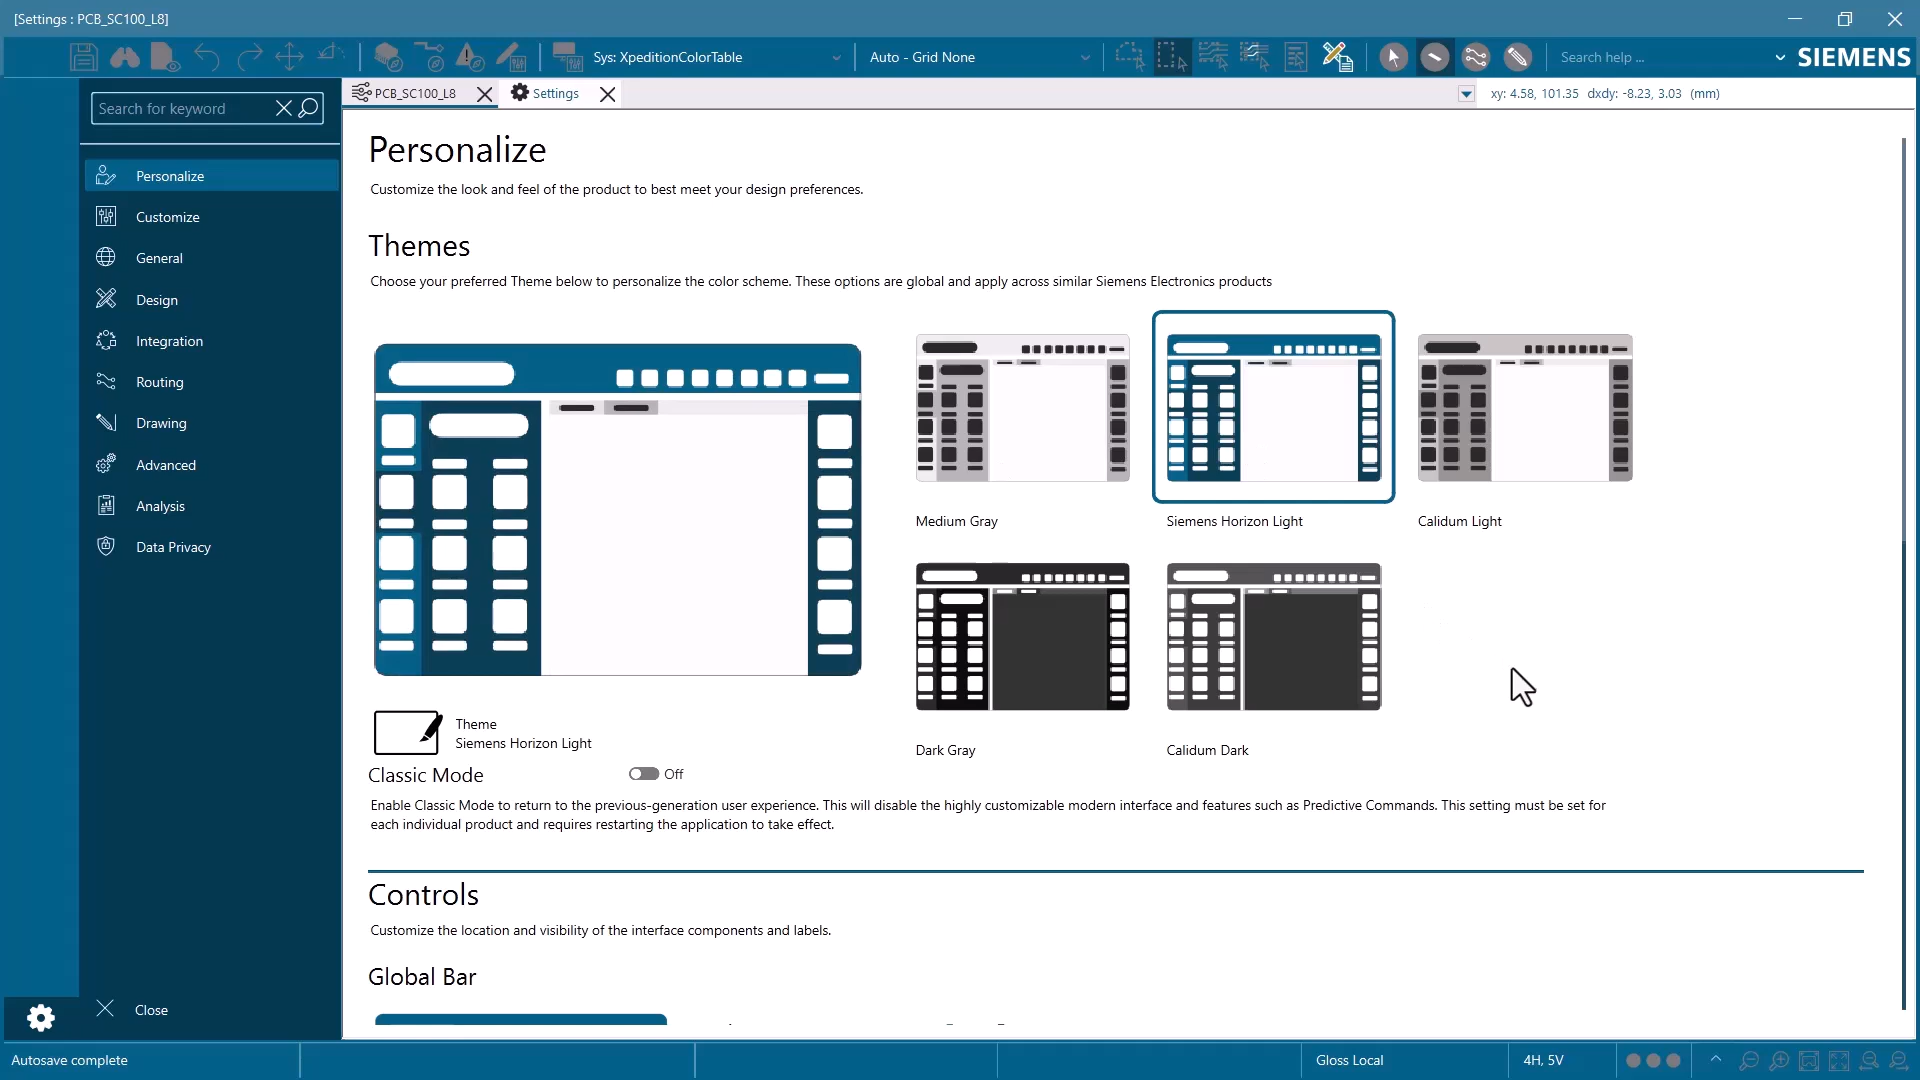 [Settings : PCB_SC100_L8]
Sys: XpeditionColorTable
Auto - Grid None
Search help ...
SIEMENS
PCB_SC100_L8
Settings
xy: 4.58, 101.35 dxdy: -8.23, 3.03 (mm)
Search for keyword
Personalize
Customize
General
Design
Integration
Routing
Drawing
Advanced
Analysis
Data Privacy
Close
Personalize
Customize the look and feel of the product to best meet your design preferences.
Themes
Choose your preferred Theme below to personalize the color scheme. These options are global and apply across similar Siemens Electronics products
Medium Gray
Siemens Horizon Light
Calidum Light
Dark Gray
Calidum Dark
Theme
Siemens Horizon Light
Classic Mode
Off
Enable Classic Mode to return to the previous-generation user experience. This will disable the highly customizable modern interface and features such as Predictive Commands. This setting must be set for
each individual product and requires restarting the application to take effect.
Controls
Customize the location and visibility of the interface components and labels.
Global Bar
Autosave complete
Gloss Local
4H, 5V